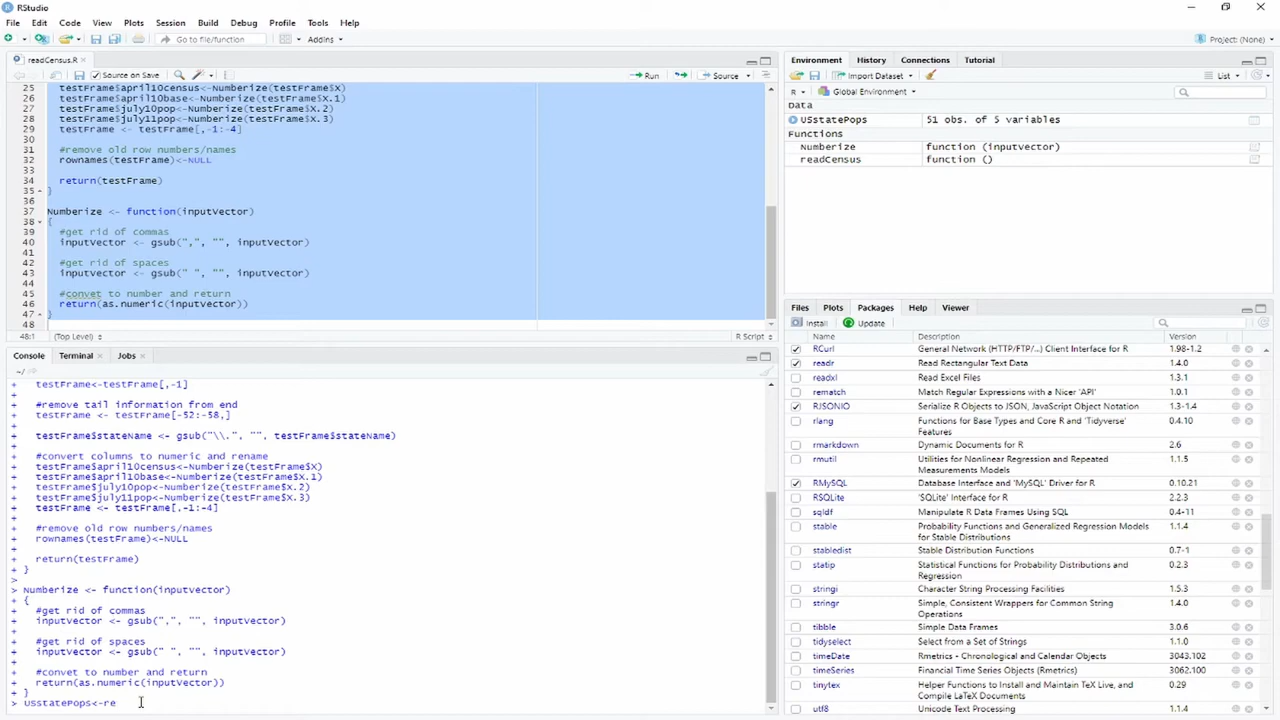 RStudio
File Edit Code View Plots Session Build Debug Profile Tools Help
Go to file/function Addins Project: (None)
readCensus.R
Source on Save Run Source
25 testFrame$april10census<-Numberize(testFrame$X)
26 testFrame$april10base<-Numberize(testFrame$X.1)
27 testFrame$july10pop<-Numberize(testFrame$X.2)
28 testFrame$july11pop<-Numberize(testFrame$X.3)
29 testFrame <- testFrame[,-1:-4]
30
31 #remove old row numbers/names
32 rownames(testFrame)<-NULL
33
34 return(testFrame)
35 }
36
37 Numberize <- function(inputVector)
38 {
39 #get rid of commas
40 inputvector <- gsub(",", "", inputvector)
41
42 #get rid of spaces
43 inputvector <- gsub(" ", "", inputvector)
44
45 #convet to number and return
46 return(as.numeric(inputvector))
47 }
48
48:1 (Top Level) R Script
Console Terminal Jobs
~/
+ testFrame<-testFrame[,-1]
+
+ #remove tail information from end
+ testFrame <- testFrame[-52:-58,]
+
+ testFrame$stateName <- gsub("\\.", "", testFrame$stateName)
+
+ #convert columns to numeric and rename
+ testFrame$april10census<-Numberize(testFrame$X)
+ testFrame$april10base<-Numberize(testFrame$X.1)
+ testFrame$july10pop<-Numberize(testFrame$X.2)
+ testFrame$july11pop<-Numberize(testFrame$X.3)
+ testFrame <- testFrame[,-1:-4]
+
+ #remove old row numbers/names
+ rownames(testFrame)<-NULL
+
+ return(testFrame)
+ }
>
> Numberize <- function(inputvector)
+ {
+ #get rid of commas
+ inputvector <- gsub(",", "", inputvector)
+
+ #get rid of spaces
+ inputvector <- gsub(" ", "", inputvector)
+
+ #convet to number and return
+ return(as.numeric(inputvector))
+ }
> USstatePops<-re
Environment History Connections Tutorial
Import Dataset List
R Global Environment
Data
USstatePops 51 obs. of 5 variables
Functions
Numberize function (inputvector)
readCensus function ()
Files Plots Packages Help Viewer
Install Update
Name Description Version
RCurl General Network (HTTP/FTP/...) Client Interface for R 1.98-1.2
readr Read Rectangular Text Data 1.4.0
readxl Read Excel Files 1.3.1
rematch Match Regular Expressions with a Nicer 'API' 1.0.1
RJSONIO Serialize R Objects to JSON, JavaScript Object Notation 1.3-1.4
rlang Functions for Base Types and Core R and 'Tidyverse' Features 0.4.10
rmarkdown Dynamic Documents for R 2.6
rmutil Utilities for Nonlinear Regression and Repeated Measurements Models 1.1.5
RMySQL Database Interface and 'MySQL' Driver for R 0.10.21
RSQLite 'SQLite' Interface for R 2.2.3
sqldf Manipulate R Data Frames Using SQL 0.4-11
stable Probability Functions and Generalized Regression Models for Stable Distributions 1.1.4
stabledist Stable Distribution Functions 0.7-1
statip Statistical Functions for Probability Distributions and Regression 0.2.3
stringi Character String Processing Facilities 1.5.3
stringr Simple, Consistent Wrappers for Common String Operations 1.4.0
tibble Simple Data Frames 3.0.6
tidyselect Select from a Set of Strings 1.1.0
timeDate Rmetrics - Chronological and Calendar Objects 3043.102
timeSeries Financial Time Series Objects (Rmetrics) 3062.100
tinytex Helper Functions to Install and Maintain TeX Live, and Compile LaTeX Documents 0.29
utf8 Unicode Text Processing 1.1.4